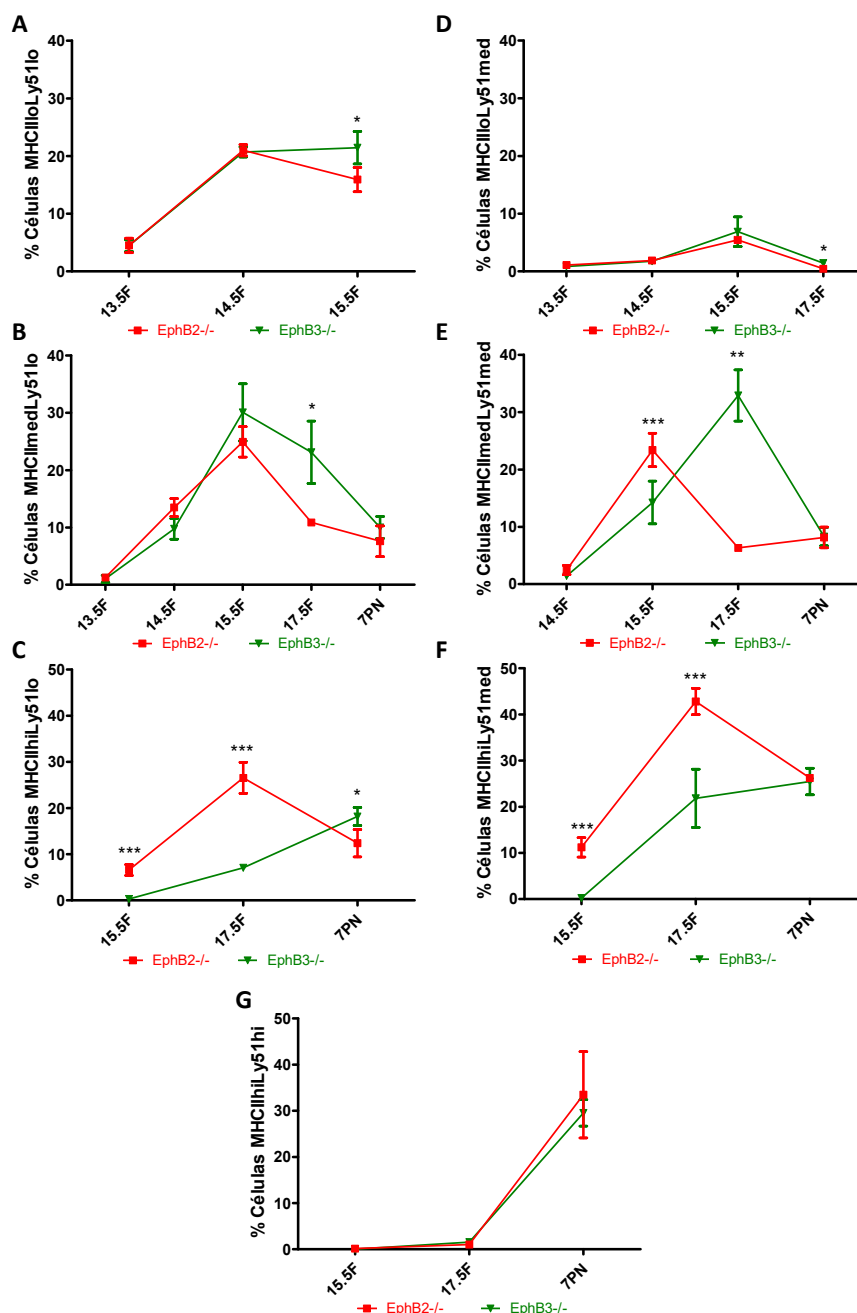 A
% Células MHCIIloLy51lo
40
30
20
10
0
*
13.5F
14.5F
15.5F
EphB2-/-
EphB3-/-
D
% Células MHCIIloLy51med
40
30
20
10
0
*
13.5F
14.5F
15.5F
17.5F
B
% Células MHCIImedLy51lo
40
30
20
10
0
*
13.5F
14.5F
15.5F
17.5F
7PN
EphB2-/-
EphB3-/-
E
% Células MHCIImedLy51med
40
30
20
10
0
***
**
14.5F
15.5F
17.5F
7PN
EphB2-/-
EphB3-/-
EphB2-/-
EphB3-/-
C
% Células MHCIIhiLy51lo
50
40
30
20
10
0
***
***
*
15.5F
17.5F
7PN
EphB2-/-
EphB3-/-
F
% Células MHCIIhiLy51med
50
40
30
20
10
0
***
***
15.5F
17.5F
7PN
EphB2-/-
EphB3-/-
G
% Células MHCIIhiLy51hi
50
40
30
20
10
0
15.5F
17.5F
7PN
EphB2-/-
EphB3-/-